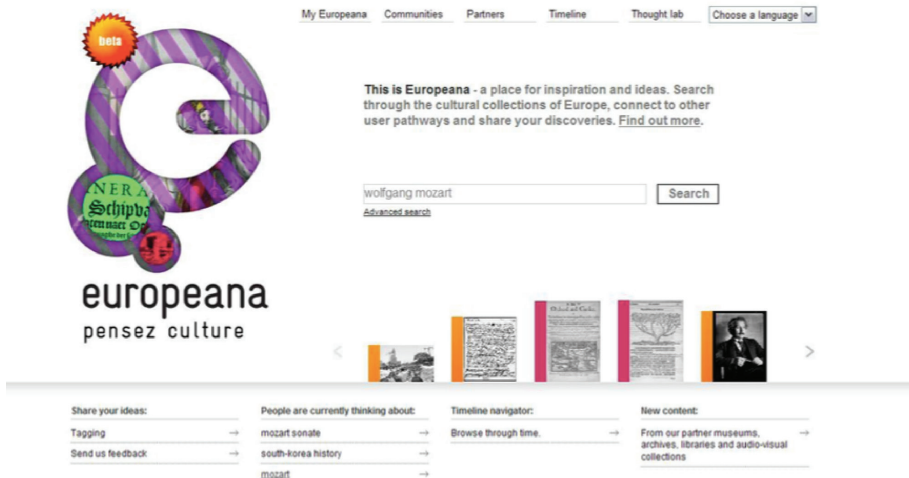 My Europeana Communities Partners Timeline Thought lab Choose a language
beta
This is Europeana - a place for inspiration and ideas. Search
through the cultural collections of Europe, connect to other
user pathways and share your discoveries. Find out more.
wolfgang mozart Search
Advanced search
NERA
Schipva
europeana
pensez culture
Share your ideas:
Tagging
Send us feedback
People are currently thinking about:
mozart sonate
south-korea history
mozart
Timeline navigator:
Browse through time.
New content:
From our partner museums,
archives, libraries and audio-visual
collections